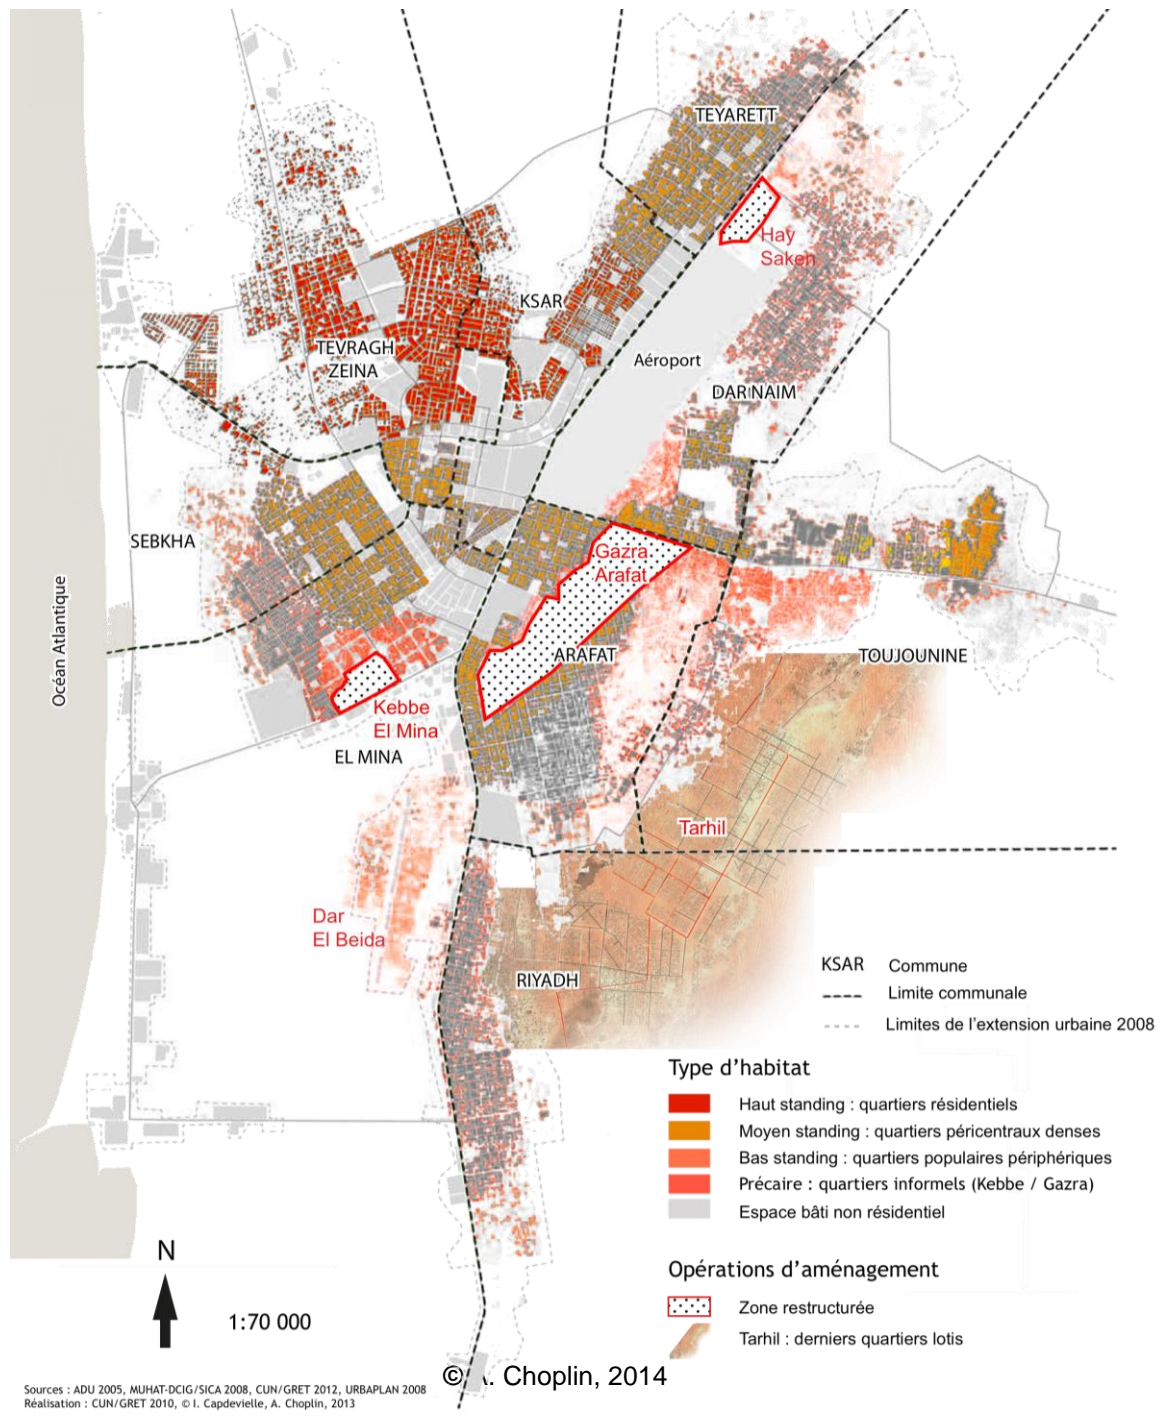 TEYARETT
Hay
Saken
KSAR
TEVRAGH
ZEINA
Aéroport
DAR NAIM
SEBKHA
Gazra
Arafat
Océan Atlantique
ARAFAT
TOUJOUNINE
Kebbe
El Mina
EL MINA
Tarhil
Dar
El Beida
RIYADH
KSAR Commune
Limite communale
Limites de l'extension urbaine 2008
Type d'habitat
Haut standing : quartiers résidentiels
Moyen standing : quartiers péricentraux denses
Bas standing : quartiers populaires périphériques
Précaire : quartiers informels (Kebbe / Gazra)
Espace bâti non résidentiel
Opérations d'aménagement
Zone restructurée
Tarhil : derniers quartiers lotis
N
1:70 000
© A. Choplin, 2014
Sources : ADU 2005, MUHAT-DCIG/SICA 2008, CUN/GRET 2012, URBAPLAN 2008
Réalisation : CUN/GRET 2010, © I. Capdevielle, A. Choplin, 2013